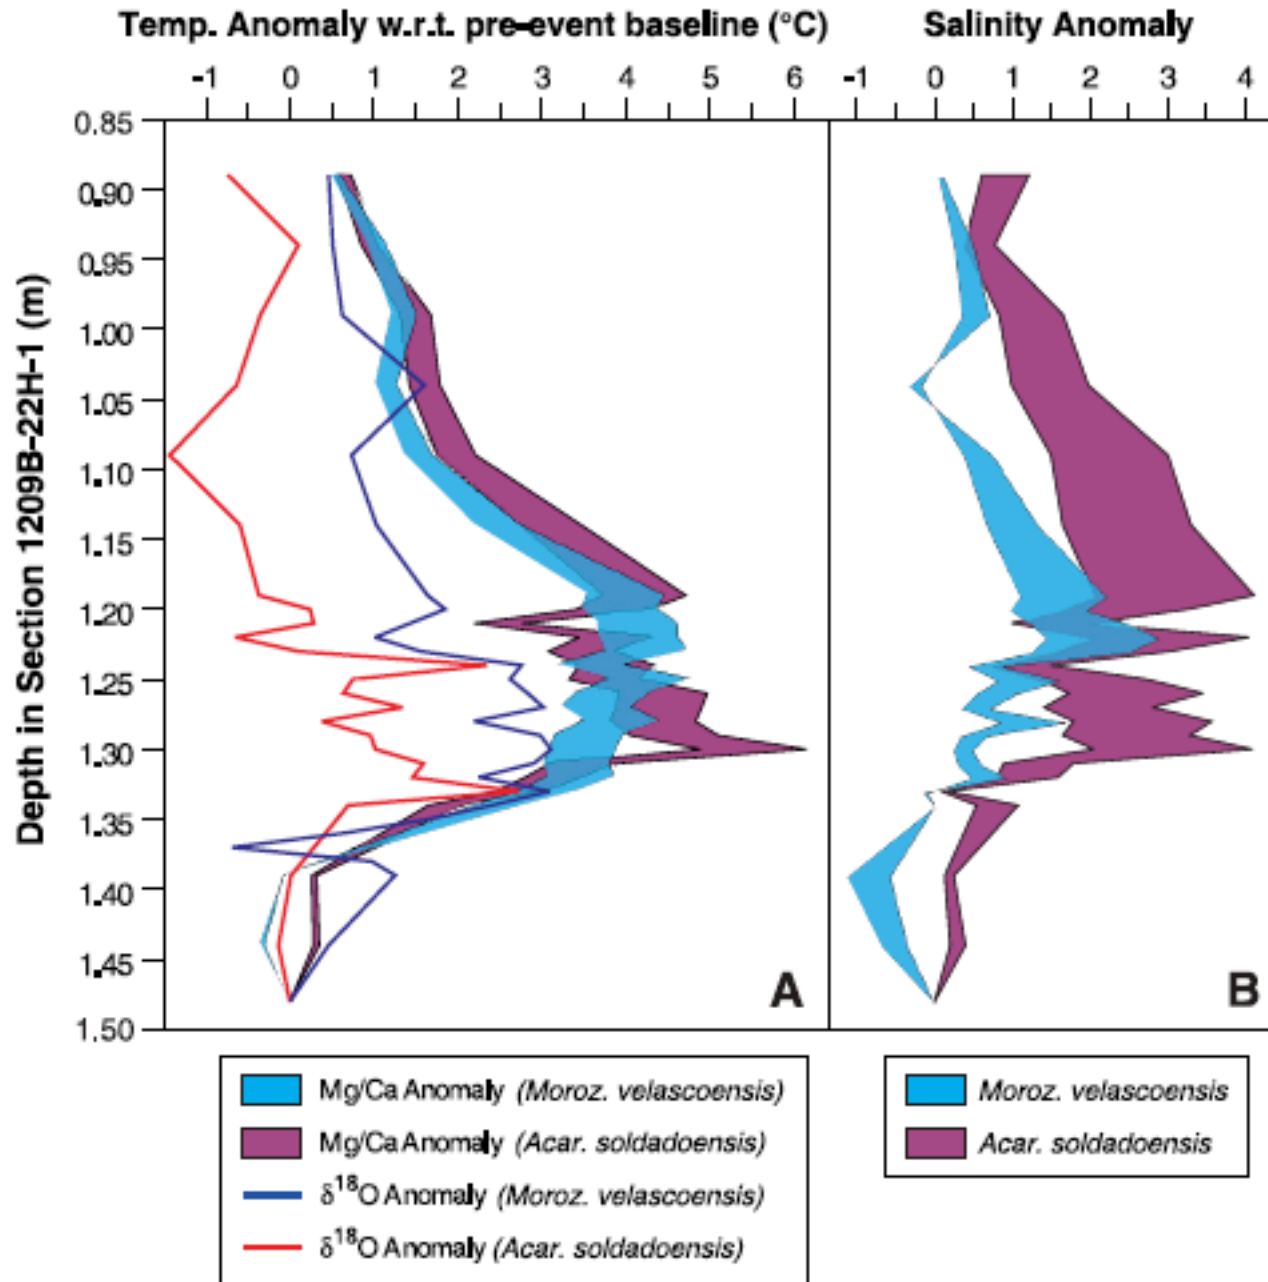 Temp. Anomaly w.r.t. pre-event baseline (°C) Salinity Anomaly
-1 0 1 2 3 4 5 6 -1 0 1 2 3 4
Depth in Section 1209B-22H-1 (m)
0.85
0.90
0.95
1.00
1.05
1.10
1.15
1.20
1.25
1.30
1.35
1.40
1.45
1.50
A B
Mg/Ca Anomaly (Moroz. velascoensis)
Mg/Ca Anomaly (Acar. soldadoensis)
δ18O Anomaly (Moroz. velascoensis)
δ18O Anomaly (Acar. soldadoensis)
Moroz. velascoensis
Acar. soldadoensis